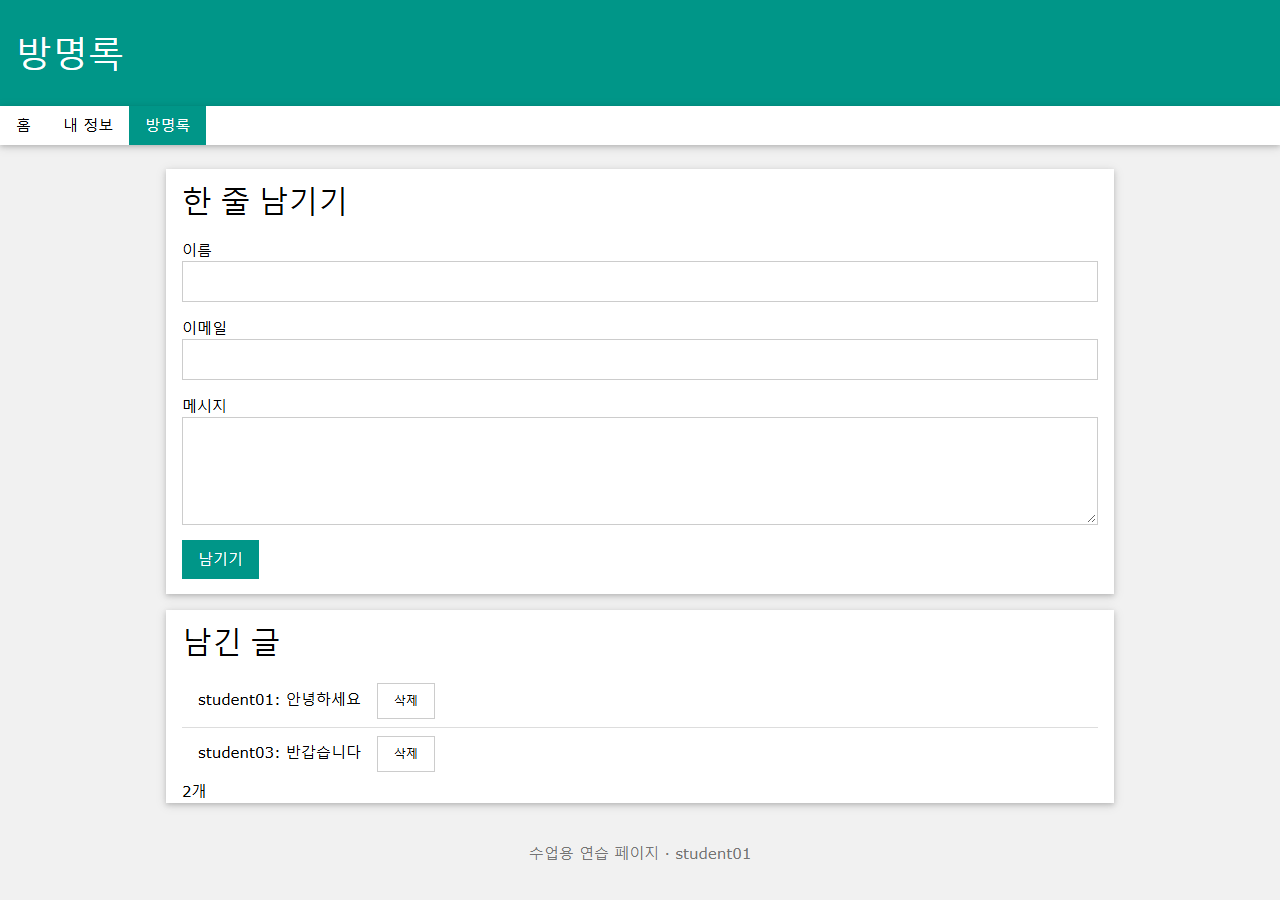 방명록
홈 내 정보 방명록
한 줄 남기기
이름
이메일
메시지
남기기
남긴 글
student01: 안녕하세요 삭제
student03: 반갑습니다 삭제
2개
수업용 연습 페이지 · student01